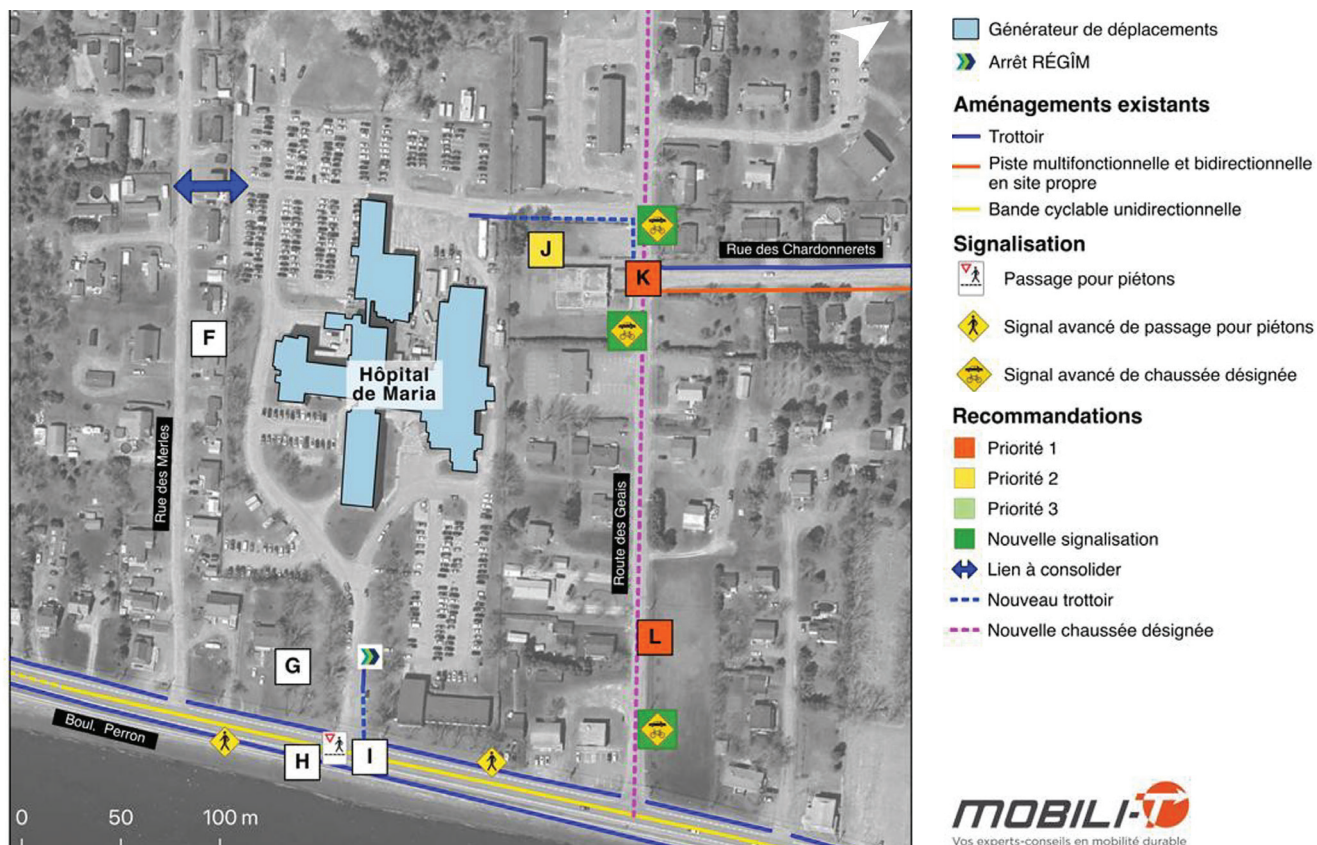 F
G
H
I
J
K
L
Hôpital
de Maria
Rue des Merles
Route des Geais
Rue des Chardonnerets
Boul. Perron
0 50 100 m
Générateur de déplacements
Arrêt RÉGÎM
Aménagements existants
Trottoir
Piste multifonctionnelle et bidirectionnelle
en site propre
Bande cyclable unidirectionnelle
Signalisation
Passage pour piétons
Signal avancé de passage pour piétons
Signal avancé de chaussée désignée
Recommandations
Priorité 1
Priorité 2
Priorité 3
Nouvelle signalisation
Lien à consolider
Nouveau trottoir
Nouvelle chaussée désignée
MOBILI-T
Vos experts-conseils en mobilité durable